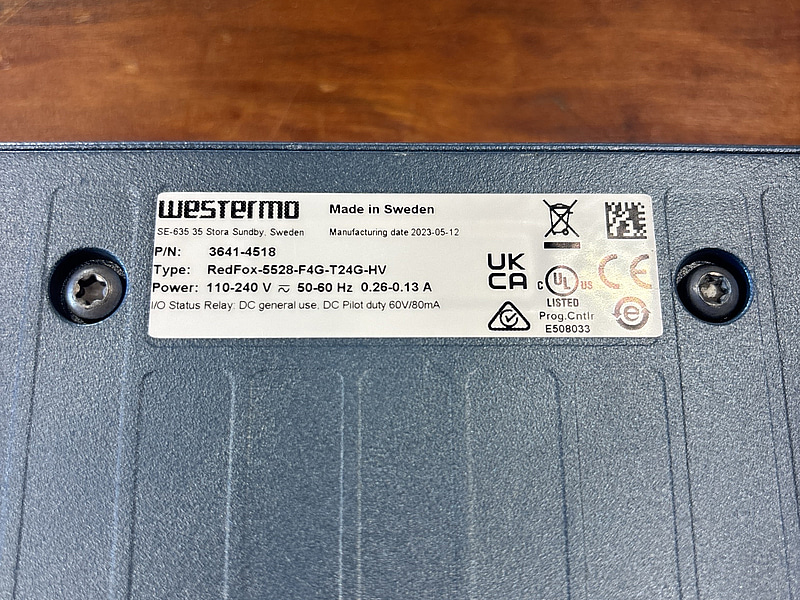 westermo
Made in Sweden
SE-635 35 Stora Sundby, Sweden
Manufacturing date 2023-05-12
P/N: 3641-4518
Type: RedFox-5528-F4G-T24G-HV
Power: 110-240 V ⎓ 50-60 Hz 0.26-0.13 A
I/O Status Relay: DC general use, DC Pilot duty 60V/80mA
UK
CA
C UL US
LISTED
Prog.Cntlr
E508033
CE
e